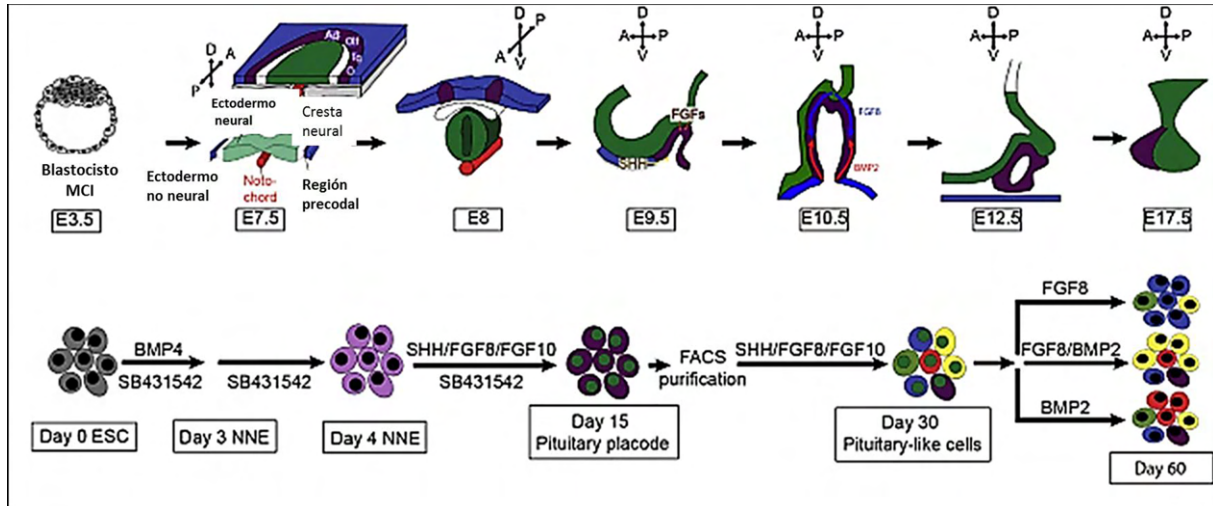 D
A
P
V
Blastocisto
MCI
E3.5
D
A
P
Ectodermo
neural
Cresta
neural
Ectodermo
no neural
Noto-
chord
Región
precodal
E7.5
D
P
A
V
E8
D
A P
V
FGFs
SHH
E9.5
D
A P
V
FGF8
BMP2
E10.5
D
A P
V
E12.5
E17.5
BMP4
SB431542
SB431542
SHH/FGF8/FGF10
SB431542
FACS
purification
SHH/FGF8/FGF10
FGF8
FGF8/BMP2
BMP2
Day 0 ESC
Day 3 NNE
Day 4 NNE
Day 15
Pituitary placode
Day 30
Pituitary-like cells
Day 60